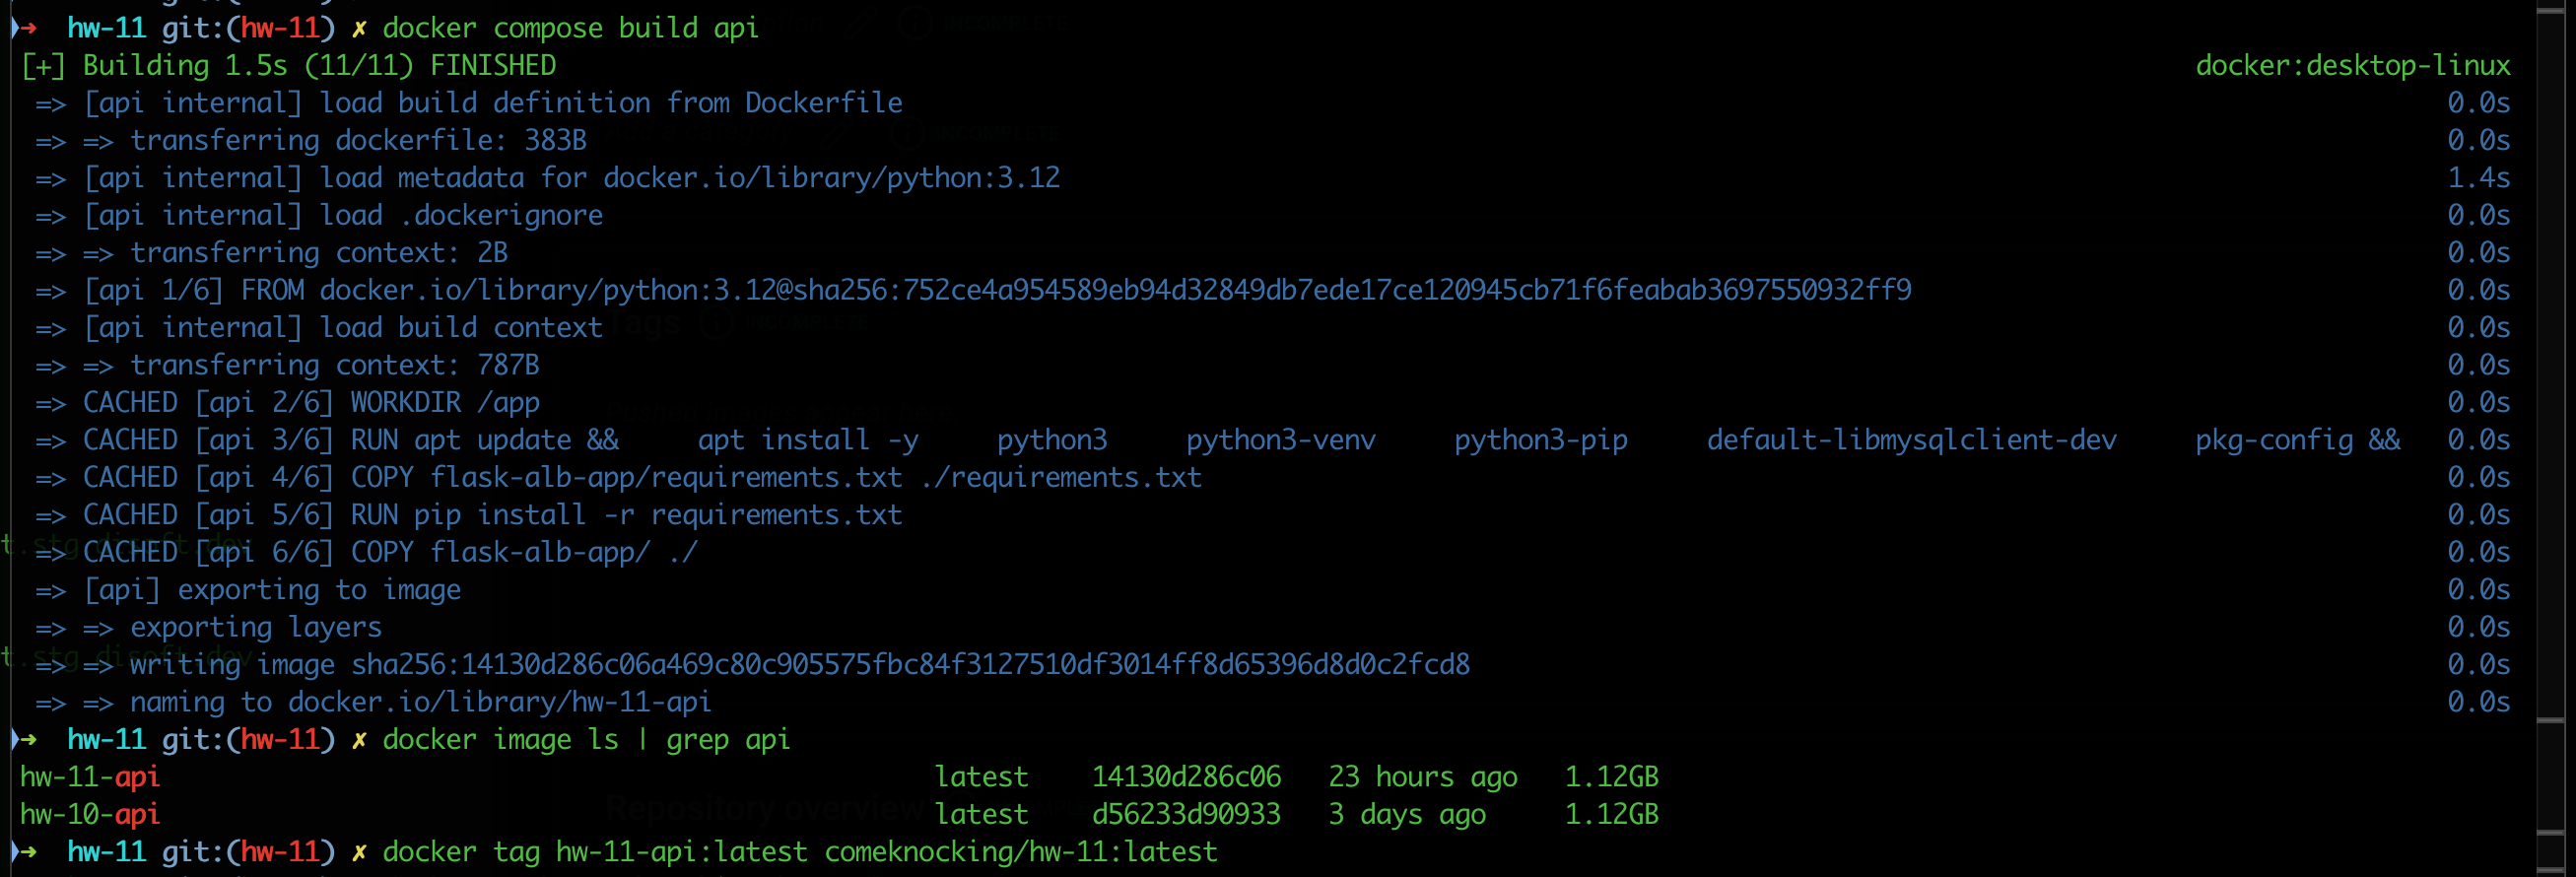 ➜  hw-11 git:(hw-11) ✗ docker compose build api
[+] Building 1.5s (11/11) FINISHED docker:desktop-linux
=> [api internal] load build definition from Dockerfile 0.0s
=> => transferring dockerfile: 383B 0.0s
=> [api internal] load metadata for docker.io/library/python:3.12 1.4s
=> [api internal] load .dockerignore 0.0s
=> => transferring context: 2B 0.0s
=> [api 1/6] FROM docker.io/library/python:3.12@sha256:752ce4a954589eb94d32849db7ede17ce120945cb71f6feabab3697550932ff9 0.0s
=> [api internal] load build context 0.0s
=> => transferring context: 787B 0.0s
=> CACHED [api 2/6] WORKDIR /app 0.0s
=> CACHED [api 3/6] RUN apt update &&     apt install -y     python3     python3-venv     python3-pip     default-libmysqlclient-dev     pkg-config && 0.0s
=> CACHED [api 4/6] COPY flask-alb-app/requirements.txt ./requirements.txt 0.0s
=> CACHED [api 5/6] RUN pip install -r requirements.txt 0.0s
=> CACHED [api 6/6] COPY flask-alb-app/ ./ 0.0s
=> [api] exporting to image 0.0s
=> => exporting layers 0.0s
=> => writing image sha256:14130d286c06a469c80c905575fbc84f3127510df3014ff8d65396d8d0c2fcd8 0.0s
=> => naming to docker.io/library/hw-11-api 0.0s
➜  hw-11 git:(hw-11) ✗ docker image ls | grep api
hw-11-api latest 14130d286c06 23 hours ago 1.12GB
hw-10-api latest d56233d90933 3 days ago 1.12GB
➜  hw-11 git:(hw-11) ✗ docker tag hw-11-api:latest comeknocking/hw-11:latest